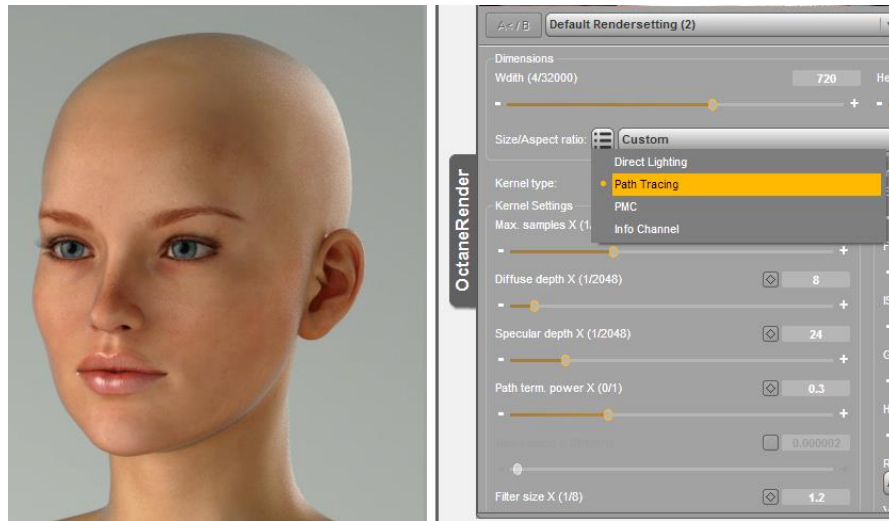 A< / B
Default Rendersetting (2)
Dimensions
Wdith (4/32000)
720
He
- +
-
Size/Aspect ratio:
Custom
Direct Lighting
Kernel type:
Path Tracing
Kernel Settings
PMC
Max. samples X (1/
Info Channel
- +
Diffuse depth X (1/2048)
8
- +
Specular depth X (1/2048)
24
- +
Path term. power X (0/1)
0.3
- +
0.000002
Filter size X (1/8)
1.2
OctaneRender